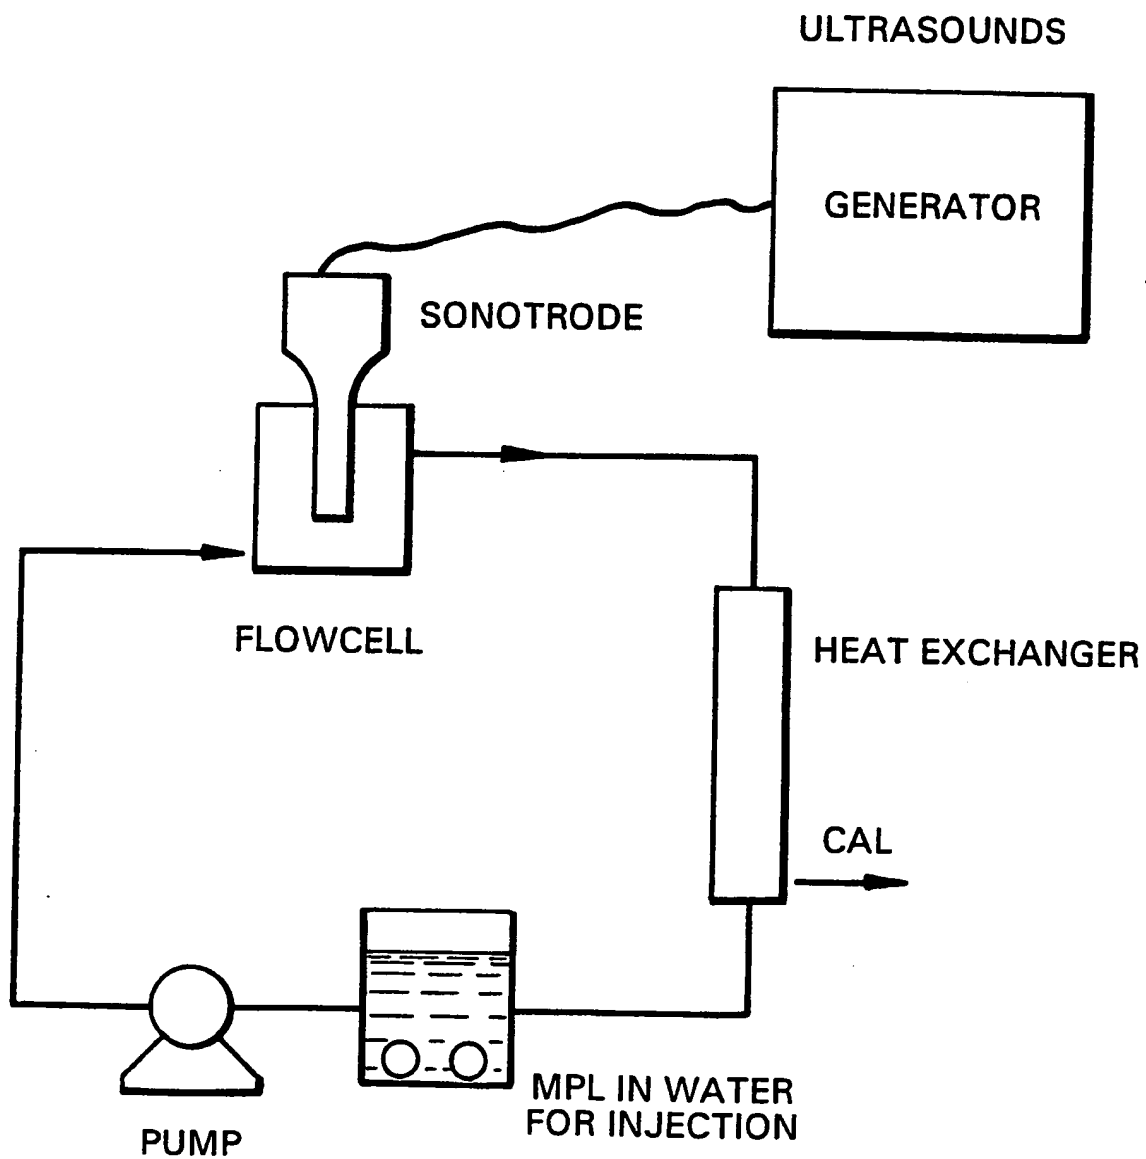 ULTRASOUNDS
GENERATOR
SONOTRODE
FLOWCELL
HEAT EXCHANGER
CAL
MPL IN WATER
FOR INJECTION
PUMP